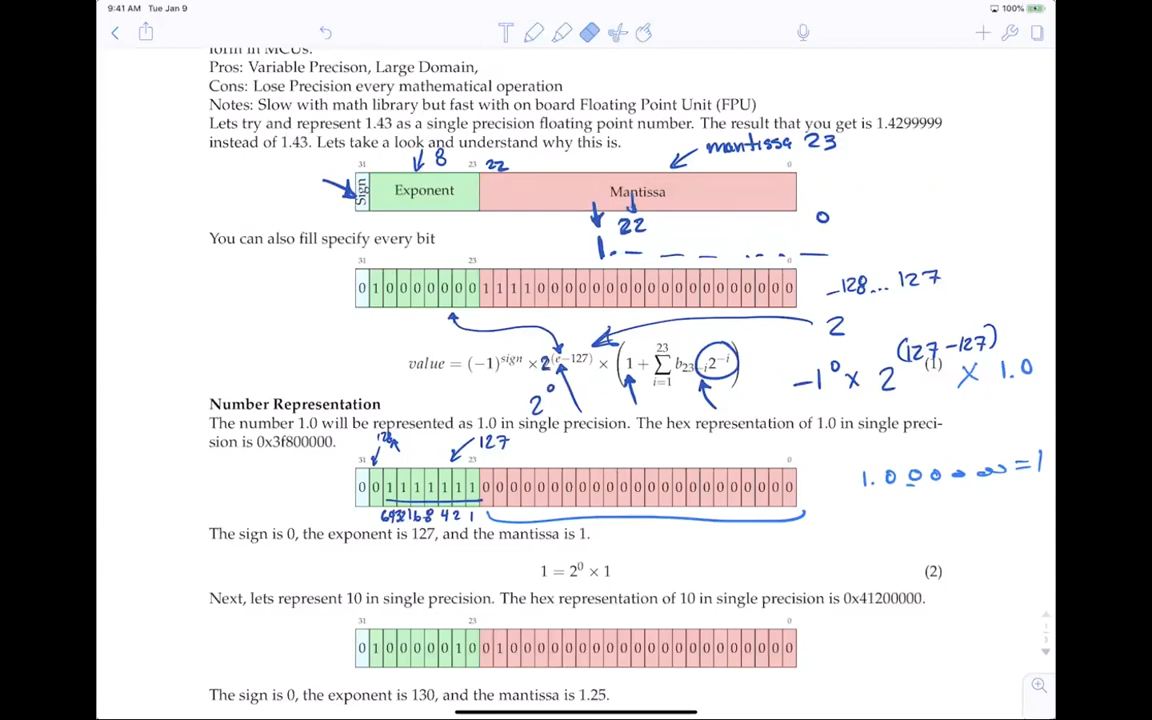 9:41 AM Tue Jan 9
100%
form in MCUs.
Pros: Variable Precison, Large Domain,
Cons: Lose Precision every mathematical operation
Notes: Slow with math library but fast with on board Floating Point Unit (FPU)
Lets try and represent 1.43 as a single precision floating point number. The result that you get is 1.4299999
instead of 1.43. Lets take a look and understand why this is.
mantissa 23
8
31 23 22 0
Sign Exponent Mantissa
22 0
You can also fill specify every bit
1. _ _ _ ... _
31 23 0
0 1 0 0 0 0 0 0 0 1 1 1 1 0 0 0 0 0 0 0 0 0 0 0 0 0 0 0 0 0 0 0
-128... 127
2
value = (−1)^sign × 2^(e−127) × (1 + ∑_{i=1}^{23} b_{23−i} 2^{−i}) (1)
2^0
-1^0 × 2^(127-127) × 1.0
Number Representation
The number 1.0 will be represented as 1.0 in single precision. The hex representation of 1.0 in single preci-
sion is 0x3f800000.
128 127
31 23 0
0 0 1 1 1 1 1 1 1 0 0 0 0 0 0 0 0 0 0 0 0 0 0 0 0 0 0 0 0 0 0 0
64 32 16 8 4 2 1
1.000000=1
The sign is 0, the exponent is 127, and the mantissa is 1.
1 = 2^0 × 1 (2)
Next, lets represent 10 in single precision. The hex representation of 10 in single precision is 0x41200000.
31 23 0
0 1 0 0 0 0 0 1 0 0 1 0 0 0 0 0 0 0 0 0 0 0 0 0 0 0 0 0 0 0 0 0
The sign is 0, the exponent is 130, and the mantissa is 1.25.